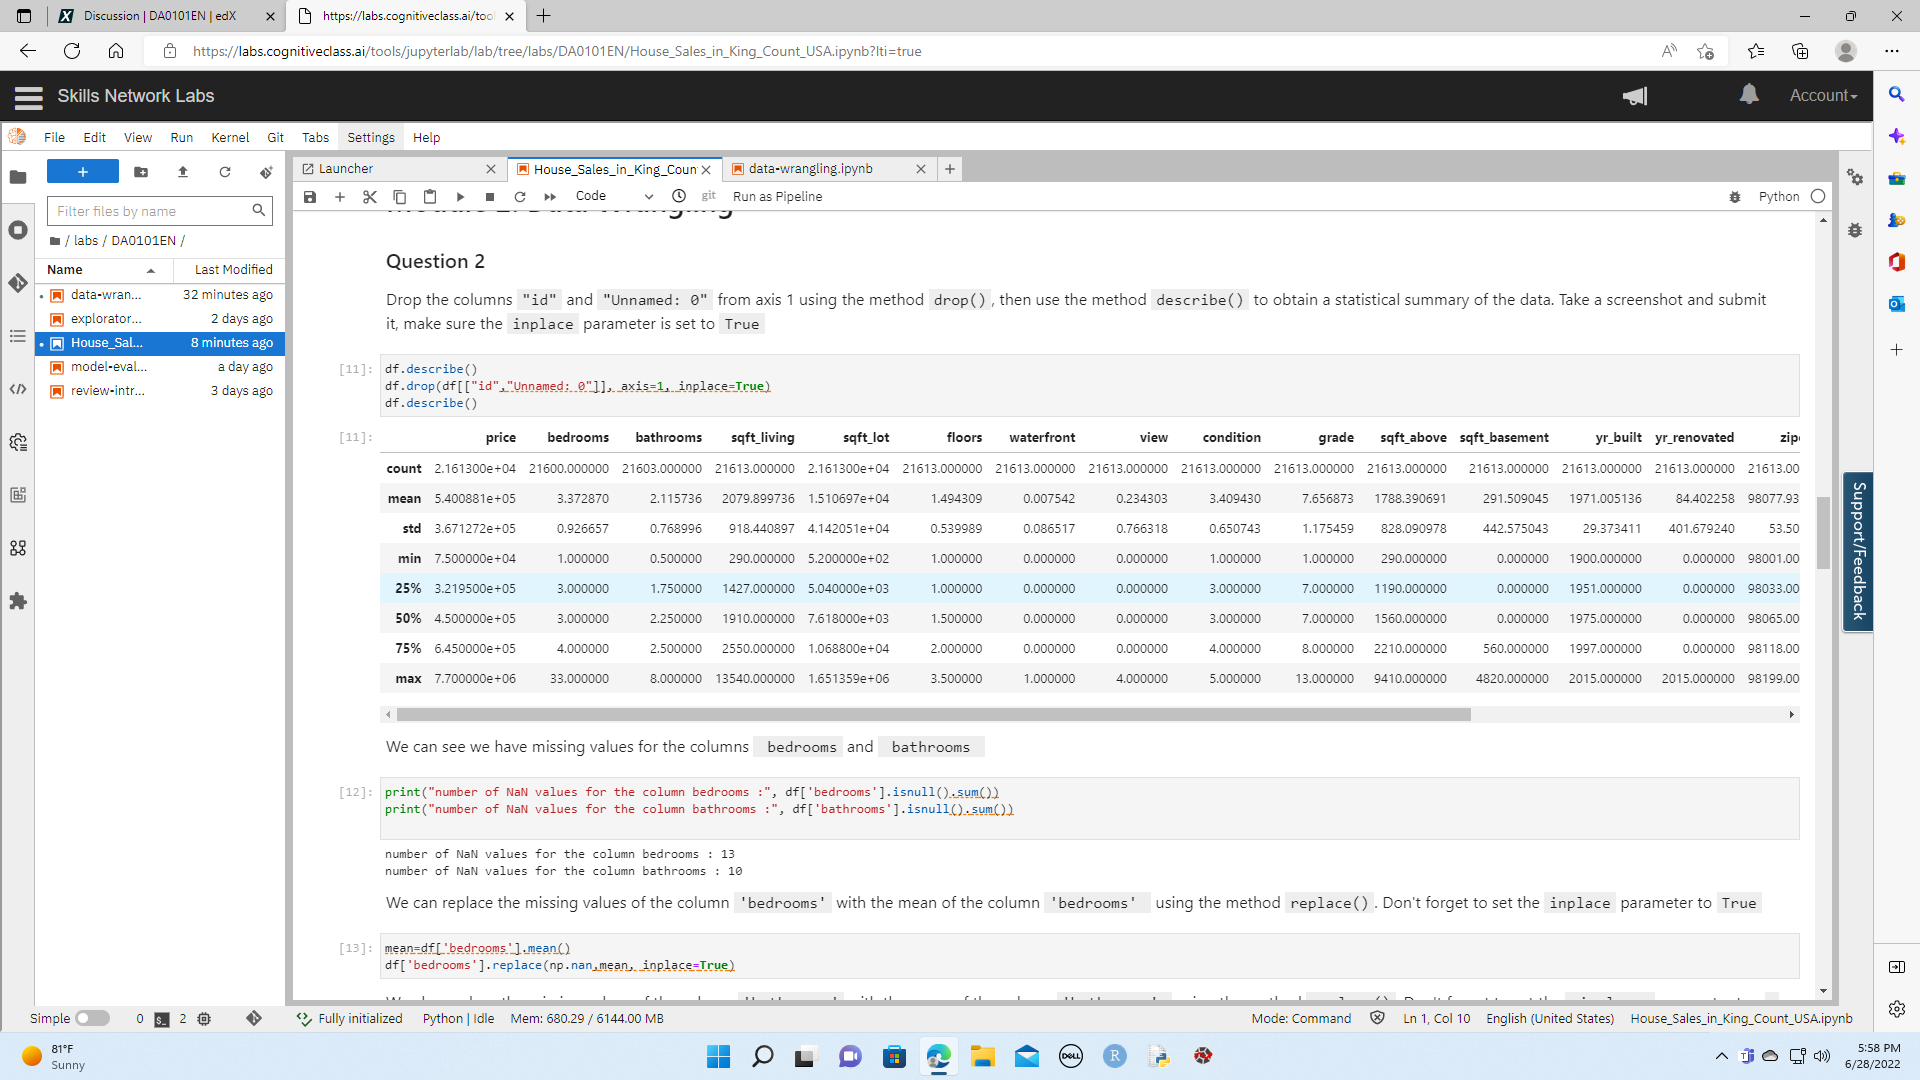 Discussion | DA0101EN | edX
https://labs.cognitiveclass.ai/tool
https://labs.cognitiveclass.ai/tools/jupyterlab/lab/tree/labs/DA0101EN/House_Sales_in_King_Count_USA.ipynb?lti=true
Skills Network Labs
Account
File Edit View Run Kernel Git Tabs Settings Help
Launcher
House_Sales_in_King_Coun
data-wrangling.ipynb
Code
git
Run as Pipeline
Python
Filter files by name
/ labs / DA0101EN /
Name Last Modified
data-wran... 32 minutes ago
explorator... 2 days ago
House_Sal... 8 minutes ago
model-eval... a day ago
review-intr... 3 days ago
Question 2
Drop the columns "id" and "Unnamed: 0" from axis 1 using the method drop(), then use the method describe() to obtain a statistical summary of the data. Take a screenshot and submit
it, make sure the inplace parameter is set to True
[11]:
df.describe()
df.drop(df[["id","Unnamed: 0"]], axis=1, inplace=True)
df.describe()
[11]:
price bedrooms bathrooms sqft_living sqft_lot floors waterfront view condition grade sqft_above sqft_basement yr_built yr_renovated zip
count 2.161300e+04 21600.000000 21603.000000 21613.000000 2.161300e+04 21613.000000 21613.000000 21613.000000 21613.000000 21613.000000 21613.000000 21613.000000 21613.000000 21613.000000 21613.00
mean 5.400881e+05 3.372870 2.115736 2079.899736 1.510697e+04 1.494309 0.007542 0.234303 3.409430 7.656873 1788.390691 291.509045 1971.005136 84.402258 98077.93
std 3.671272e+05 0.926657 0.768996 918.440897 4.142051e+04 0.539989 0.086517 0.766318 0.650743 1.175459 828.090978 442.575043 29.373411 401.679240 53.50
min 7.500000e+04 1.000000 0.500000 290.000000 5.200000e+02 1.000000 0.000000 0.000000 1.000000 1.000000 290.000000 0.000000 1900.000000 0.000000 98001.00
25% 3.219500e+05 3.000000 1.750000 1427.000000 5.040000e+03 1.000000 0.000000 0.000000 3.000000 7.000000 1190.000000 0.000000 1951.000000 0.000000 98033.00
50% 4.500000e+05 3.000000 2.250000 1910.000000 7.618000e+03 1.500000 0.000000 0.000000 3.000000 7.000000 1560.000000 0.000000 1975.000000 0.000000 98065.00
75% 6.450000e+05 4.000000 2.500000 2550.000000 1.068800e+04 2.000000 0.000000 0.000000 4.000000 8.000000 2210.000000 560.000000 1997.000000 0.000000 98118.00
max 7.700000e+06 33.000000 8.000000 13540.000000 1.651359e+06 3.500000 1.000000 4.000000 5.000000 13.000000 9410.000000 4820.000000 2015.000000 2015.000000 98199.00
We can see we have missing values for the columns bedrooms and bathrooms
[12]:
print("number of NaN values for the column bedrooms :", df['bedrooms'].isnull().sum())
print("number of NaN values for the column bathrooms :", df['bathrooms'].isnull().sum())
number of NaN values for the column bedrooms : 13
number of NaN values for the column bathrooms : 10
We can replace the missing values of the column 'bedrooms' with the mean of the column 'bedrooms' using the method replace(). Don't forget to set the inplace parameter to True
[13]:
mean=df['bedrooms'].mean()
df['bedrooms'].replace(np.nan,mean, inplace=True)
Support/Feedback
Simple 0 2 Fully initialized Python | Idle Mem: 680.29 / 6144.00 MB Mode: Command Ln 1, Col 10 English (United States) House_Sales_in_King_Count_USA.ipynb
81°F
Sunny
DELL
R
5:58 PM
6/28/2022